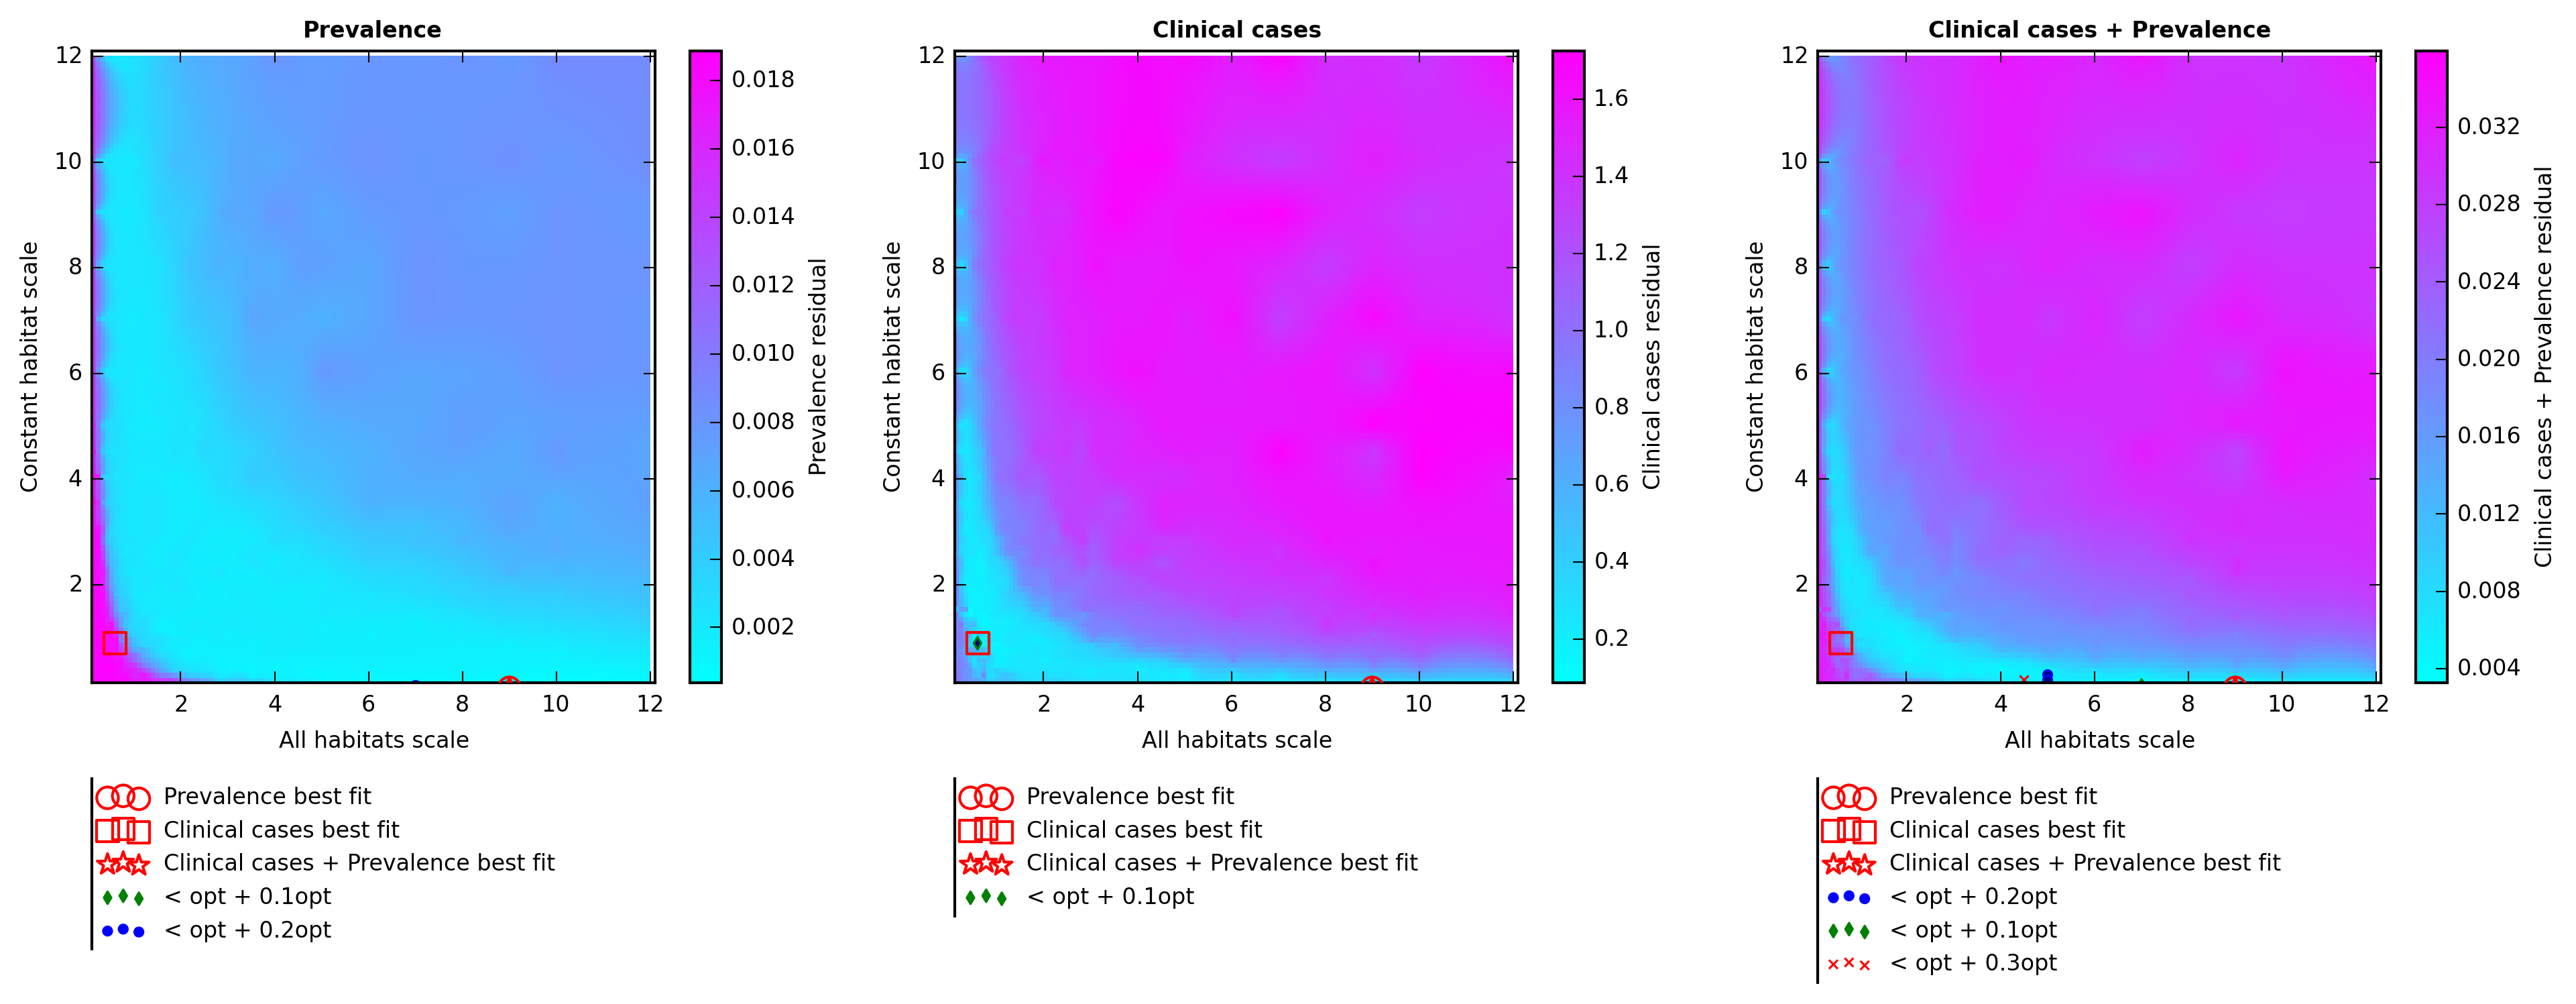 Prevalence
12
10
8
6
4
2
2
4
6
8
10
12
Constant habitat scale
All habitats scale
0.018
0.016
0.014
0.012
0.010
0.008
0.006
0.004
0.002
Prevalence residual
Prevalence best fit
Clinical cases best fit
Clinical cases + Prevalence best fit
< opt + 0.1opt
< opt + 0.2opt
Clinical cases
12
10
8
6
4
2
2
4
6
8
10
12
Constant habitat scale
All habitats scale
1.6
1.4
1.2
1.0
0.8
0.6
0.4
0.2
Clinical cases residual
Prevalence best fit
Clinical cases best fit
Clinical cases + Prevalence best fit
< opt + 0.1opt
Clinical cases + Prevalence
12
10
8
6
4
2
2
4
6
8
10
12
Constant habitat scale
All habitats scale
0.032
0.028
0.024
0.020
0.016
0.012
0.008
0.004
Clinical cases + Prevalence residual
Prevalence best fit
Clinical cases best fit
Clinical cases + Prevalence best fit
< opt + 0.2opt
< opt + 0.1opt
< opt + 0.3opt